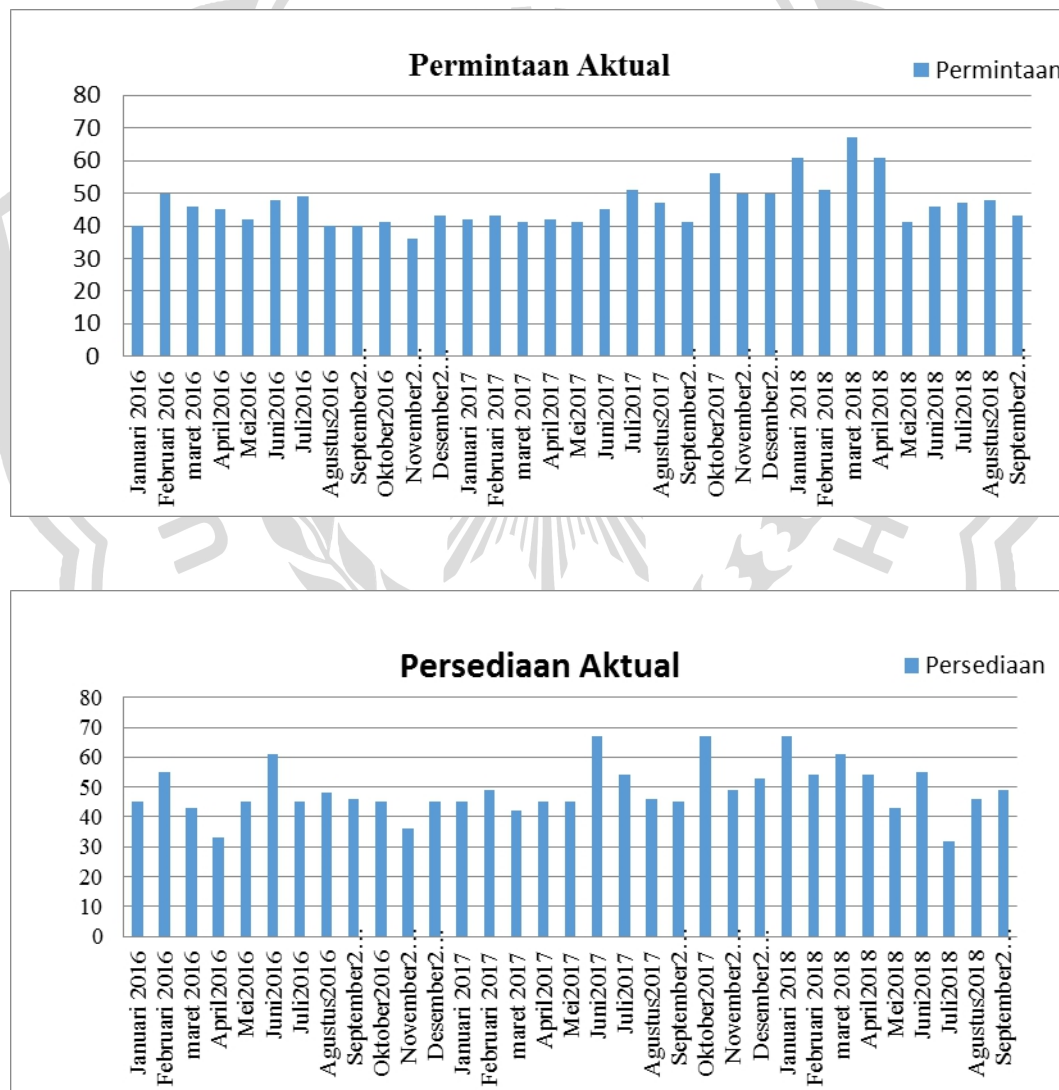 Permintaan Aktual
Permintaan
80
70
60
50
40
30
20
10
0
Januari 2016
Februari 2016
maret 2016
April2016
Mei2016
Juni2016
Juli2016
Agustus2016
September2...
Oktober2016
November2...
Desember2...
Januari 2017
Februari 2017
maret 2017
April2017
Mei2017
Juni2017
Juli2017
Agustus2017
September2...
Oktober2017
November2...
Desember2...
Januari 2018
Februari 2018
maret 2018
April2018
Mei2018
Juni2018
Juli2018
Agustus2018
September2...
Persediaan Aktual
Persediaan
80
70
60
50
40
30
20
10
0
Januari 2016
Februari 2016
maret 2016
April2016
Mei2016
Juni2016
Juli2016
Agustus2016
September2...
Oktober2016
November2...
Desember2...
Januari 2017
Februari 2017
maret 2017
April2017
Mei2017
Juni2017
Juli2017
Agustus2017
September2...
Oktober2017
November2...
Desember2...
Januari 2018
Februari 2018
maret 2018
April2018
Mei2018
Juni2018
Juli2018
Agustus2018
September2...